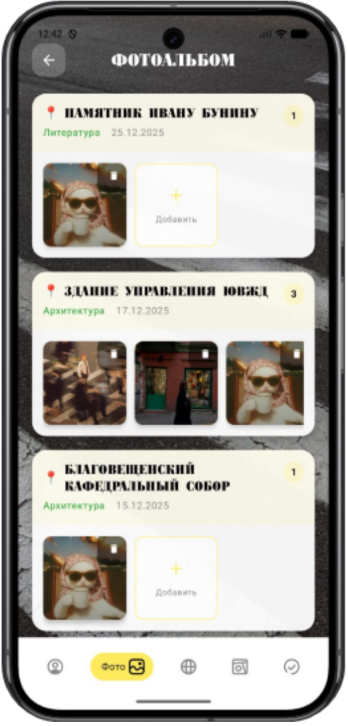 12:42
ФОТОАЛЬБОМ
ПАМЯТНИК ИВАНУ БУНИНУ
1
Литература 25.12.2025
Добавить
ЗДАНИЕ УПРАВЛЕНИЯ ЮВЖД
3
Архитектура 17.12.2025
БЛАГОВЕЩЕНСКИЙ
КАФЕДРАЛЬНЫЙ СОБОР
1
Архитектура 15.12.2025
Добавить
Фото